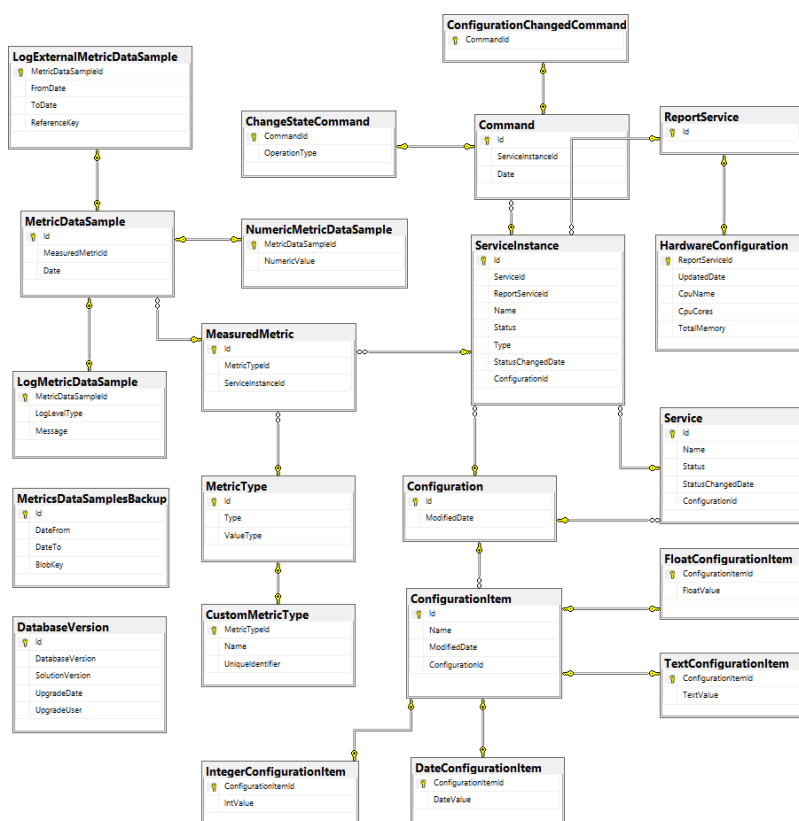 ConfigurationChangedCommand
CommandId
LogExternalMetricDataSample
MetricDataSampleId
FromDate
ToDate
ReferenceKey
ChangeStateCommand
CommandId
OperationType
Command
Id
ServiceInstanceId
Date
ReportService
Id
MetricDataSample
Id
MeasuredMetricId
Date
NumericMetricDataSample
MetricDataSampleId
NumericValue
ServiceInstance
Id
ServiceId
ReportServiceId
Name
Status
Type
StatusChangedDate
ConfigurationId
HardwareConfiguration
ReportServiceId
UpdatedDate
CpuName
CpuCores
TotalMemory
MeasuredMetric
Id
MetricTypeId
ServiceInstanceId
LogMetricDataSample
MetricDataSampleId
LogLevelType
Message
Service
Id
Name
Status
StatusChangedDate
ConfigurationId
MetricsDataSamplesBackup
Id
DateFrom
DateTo
BlobKey
MetricType
Id
Type
ValueType
Configuration
Id
ModifiedDate
FloatConfigurationItem
ConfigurationItemId
FloatValue
DatabaseVersion
Id
DatabaseVersion
SolutionVersion
UpgradeDate
UpgradeUser
CustomMetricType
MetricTypeId
Name
UniqueIdentifier
ConfigurationItem
Id
Name
ModifiedDate
ConfigurationId
TextConfigurationItem
ConfigurationItemId
TextValue
IntegerConfigurationItem
ConfigurationItemId
IntValue
DateConfigurationItem
ConfigurationItemId
DateValue